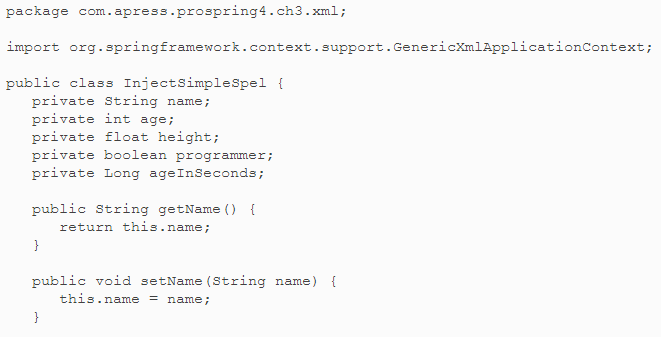 package com.apress.prospring4.ch3.xml;
import org.springframework.context.support.GenericXmlApplicationContext;
public class InjectSimpleSpel {
private String name;
private int age;
private float height;
private boolean programmer;
private Long ageInSeconds;
public String getName() {
return this.name;
}
public void setName(String name) {
this.name = name;
}